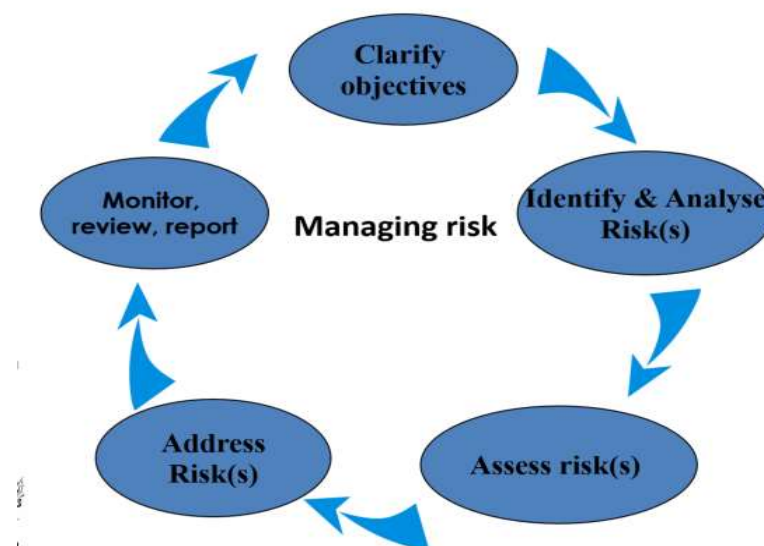 Clarify
objectives
Identify & Analyse
Risk(s)
Managing risk
Monitor,
review, report
Assess risk(s)
Address
Risk(s)